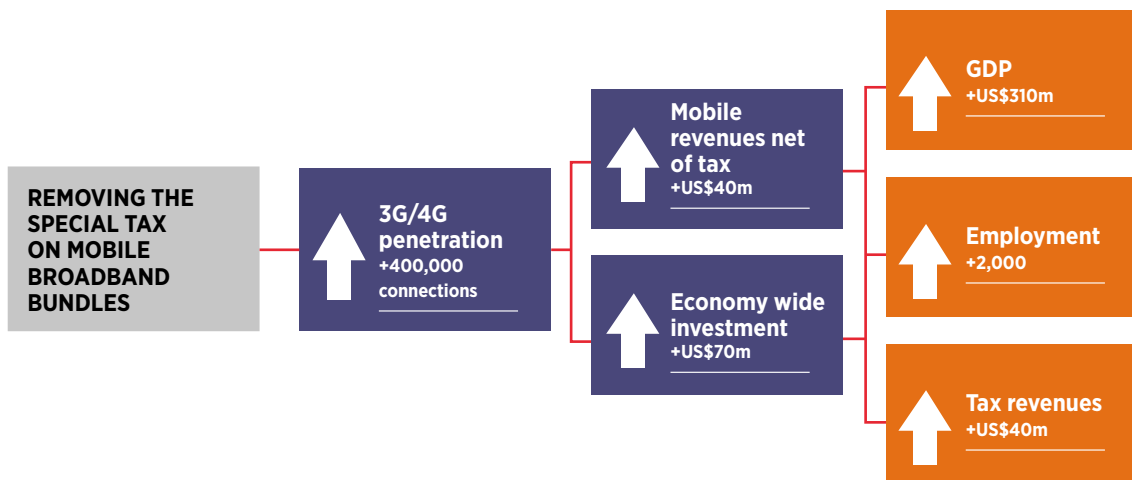 REMOVING THE
SPECIAL TAX
ON MOBILE
BROADBAND
BUNDLES
3G/4G
penetration
+400,000
connections
Mobile
revenues net
of tax
+US$40m
Economy wide
investment
+US$70m
GDP
+US$310m
Employment
+2,000
Tax revenues
+US$40m